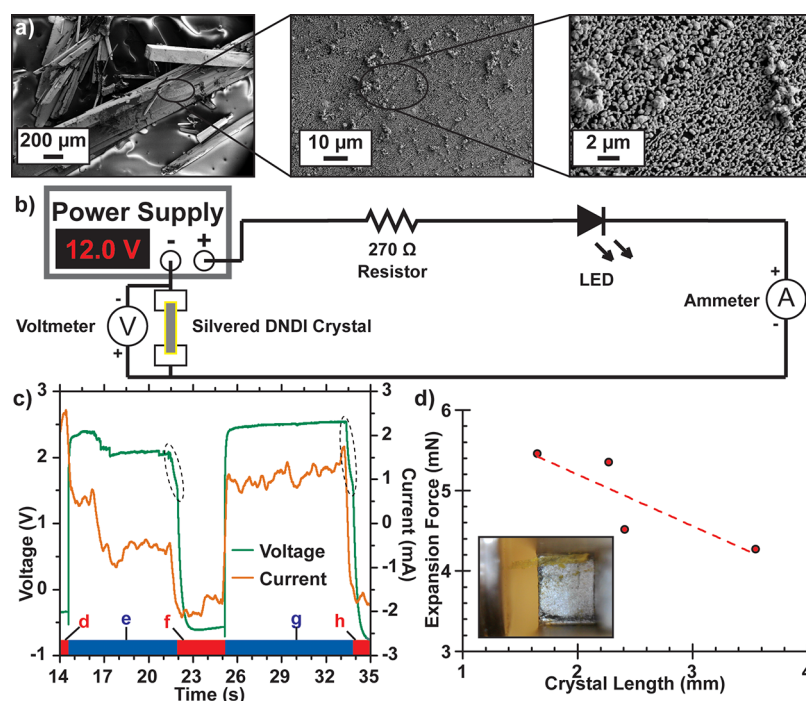 a)
200 µm
10 µm
2 µm
b)
Power Supply
12.0 V
- +
270 Ω
Resistor
LED
Ammeter
+
A
-
-
Voltmeter
V
+
Silvered DNDI Crystal
c)
Voltage (V)
3
2
1
0
-1
Current (mA)
3
2
1
0
-1
-2
-3
Voltage
Current
d e f g h
14 17 20 23 26 29 32 35
Time (s)
d)
Expansion Force (mN)
6
5
4
3
1 2 3 4
Crystal Length (mm)